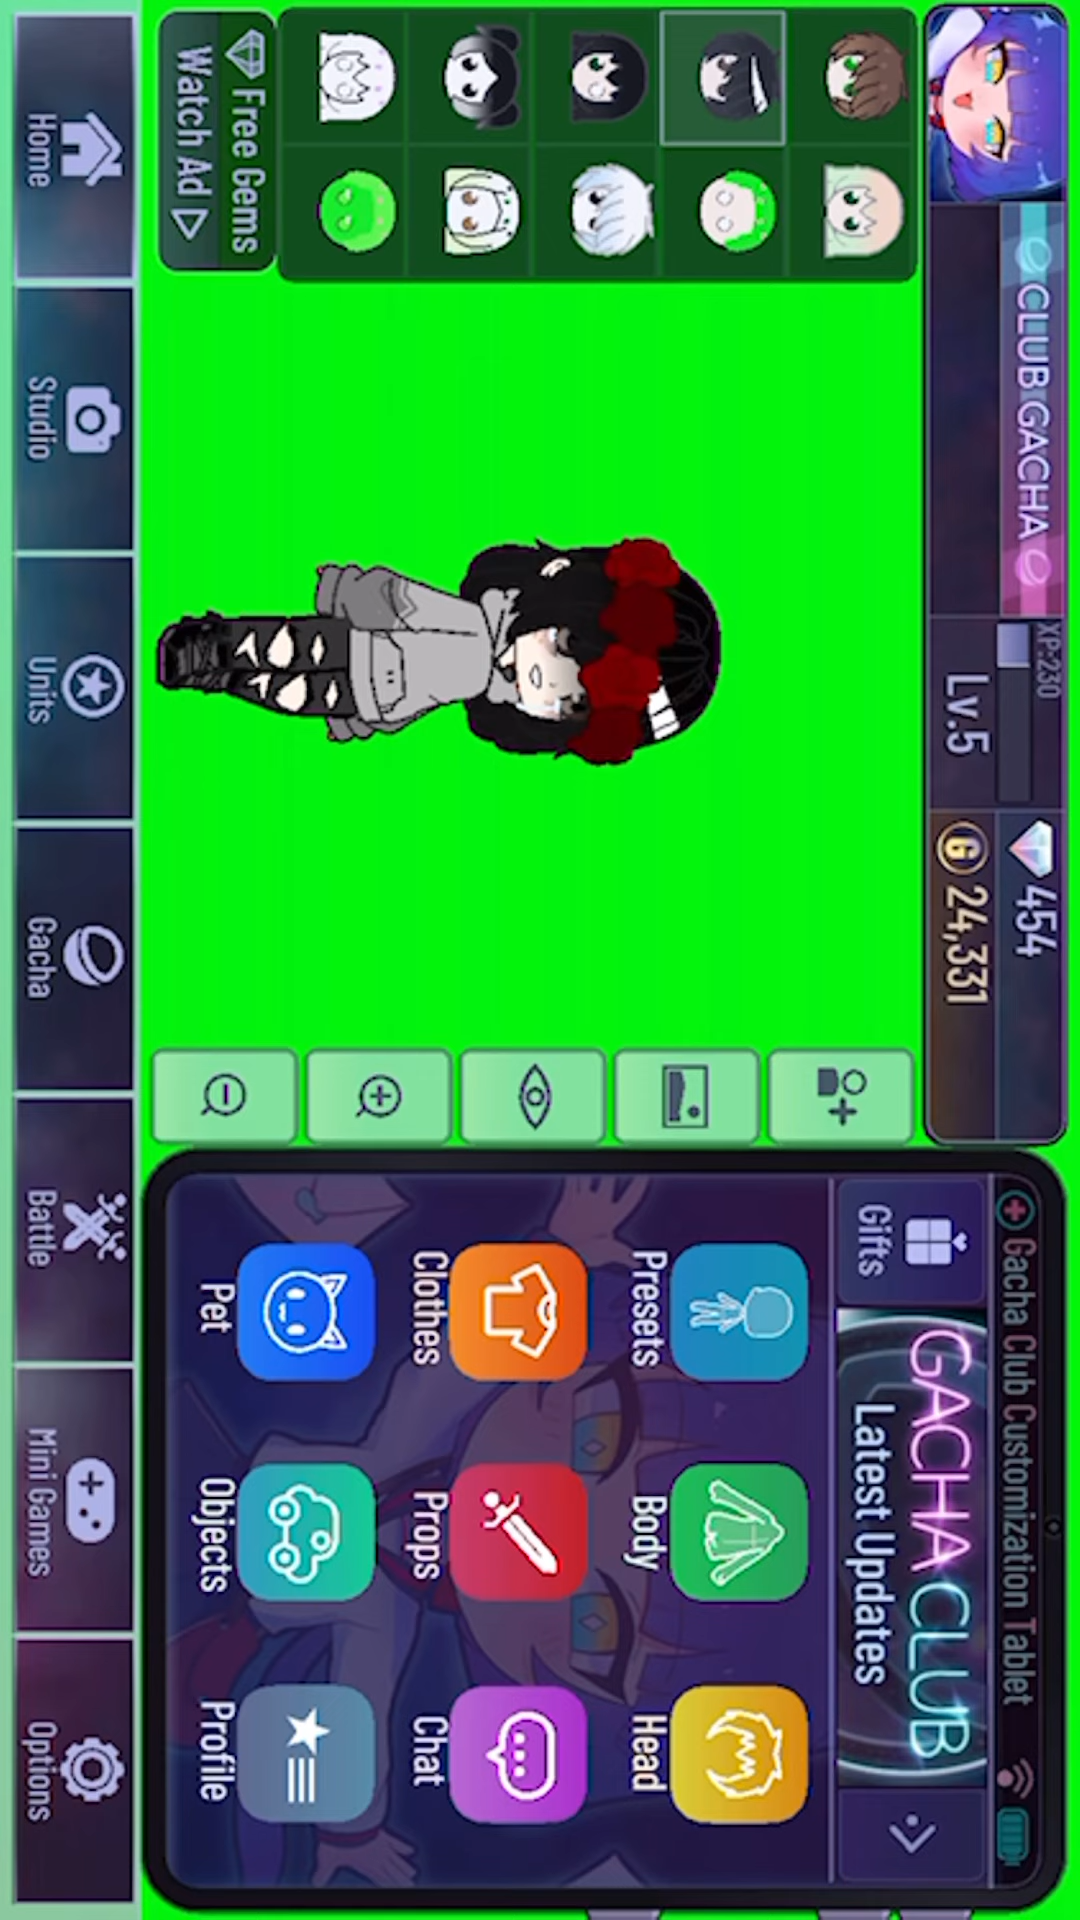 CLUB GACHA
XP:230
Lv.5
454
G 24,331
Free Gems
Watch Ad
Gacha Club Customization Tablet
Gifts
GACHA CLUB
Latest Updates
Presets
Body
Head
Clothes
Props
Chat
Pet
Objects
Profile
Home
Studio
Units
Gacha
Battle
Mini Games
Options